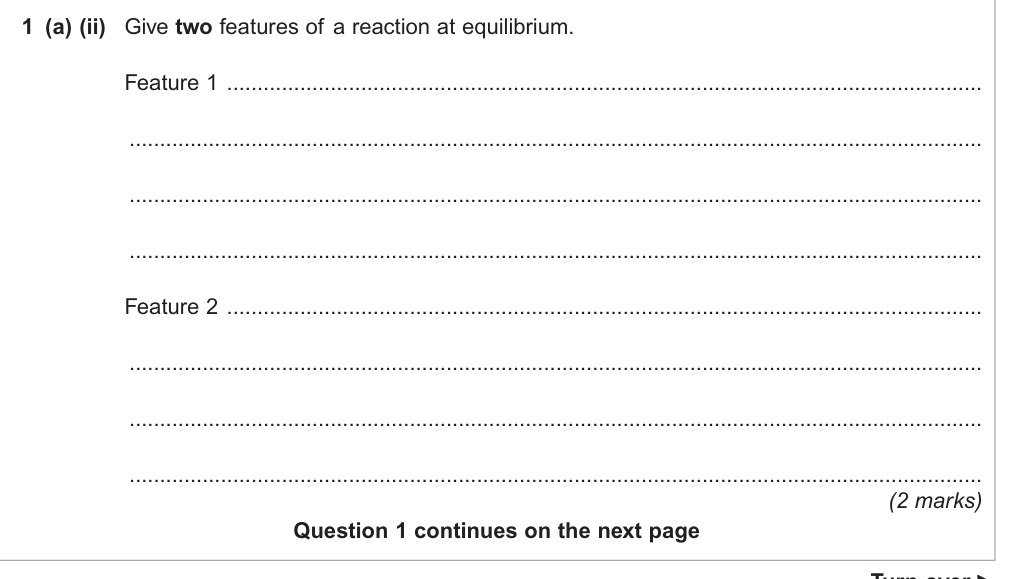 1 (a) (ii) Give two features of a reaction at equilibrium.
Feature 1 ..............................................................................................................................
..............................................................................................................................................
..............................................................................................................................................
..............................................................................................................................................
Feature 2 ..............................................................................................................................
..............................................................................................................................................
..............................................................................................................................................
..............................................................................................................................................
(2 marks)
Question 1 continues on the next page
Turn over